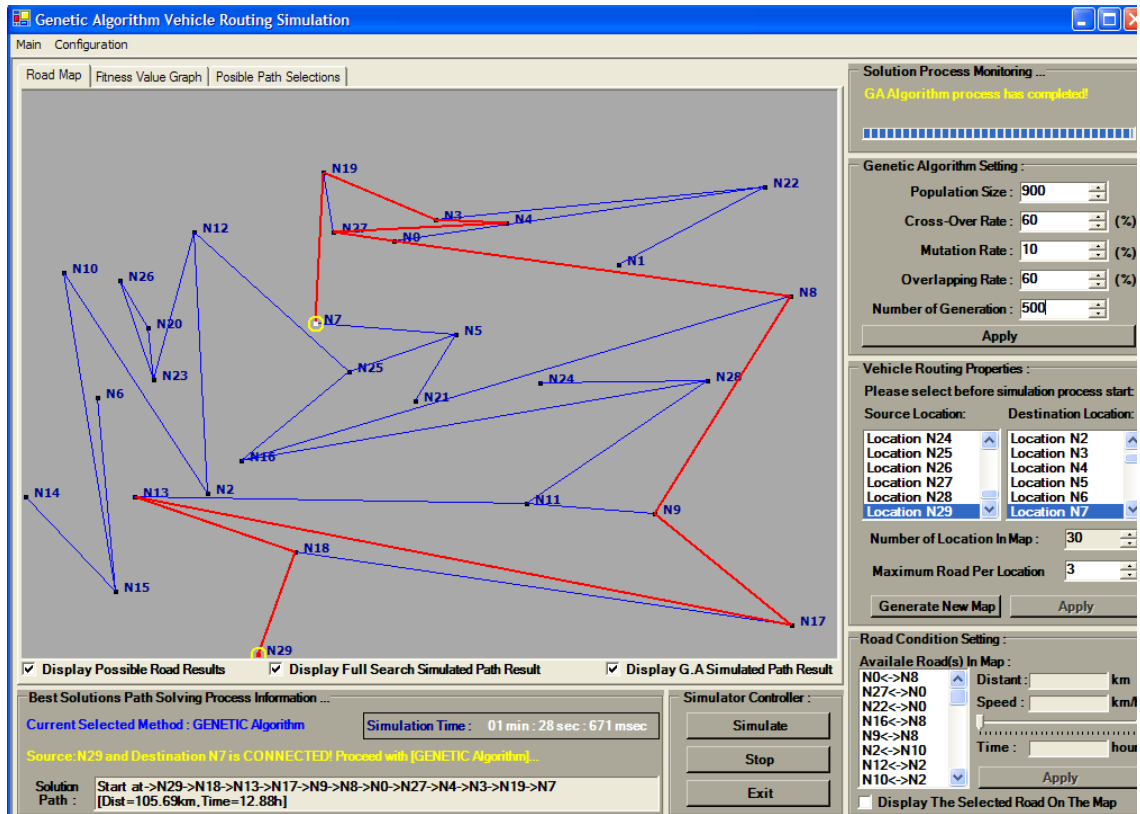 Genetic Algorithm Vehicle Routing Simulation
Main Configuration
Road Map Fitness Value Graph Posible Path Selections
N19
N22
N3
N4
N27
N0
N12
N1
N10
N26
N8
N7
N20
N5
N25
N23
N24
N28
N6
N21
N16
N2
N14
N13
N11
N9
N18
N15
N17
N29
Display Possible Road Results Display Full Search Simulated Path Result Display G.A Simulated Path Result
Best Solutions Path Solving Process Information ...
Current Selected Method : GENETIC Algorithm
Simulation Time : 01 min : 28 sec : 671 msec
Source:N29 and Destination N7 is CONNECTED! Proceed with [GENETIC Algorithm]...
Solution Path :
Start at->N29->N18->N13->N17->N9->N8->N0->N27->N4->N3->N19->N7
[Dist=105.69km,Time=12.88h]
Simulator Controller :
Simulate
Stop
Exit
Solution Process Monitoring ...
GA Algorithm process has completed!
Genetic Algorithm Setting :
Population Size : 900
Cross-Over Rate : 60 (%)
Mutation Rate : 10 (%)
Overlapping Rate : 60 (%)
Number of Generation : 500
Apply
Vehicle Routing Properties :
Please select before simulation process start:
Source Location: Destination Location:
Location N24 Location N2
Location N25 Location N3
Location N26 Location N4
Location N27 Location N5
Location N28 Location N6
Location N29 Location N7
Number of Location In Map : 30
Maximum Road Per Location 3
Generate New Map Apply
Road Condition Setting :
Availale Road(s) In Map :
N0<->N8
N27<->N0
N22<->N0
N16<->N8
N9<->N8
N2<->N10
N12<->N2
N10<->N2
Distant : km
Speed : km/h
Time : hour
Apply
Display The Selected Road On The Map